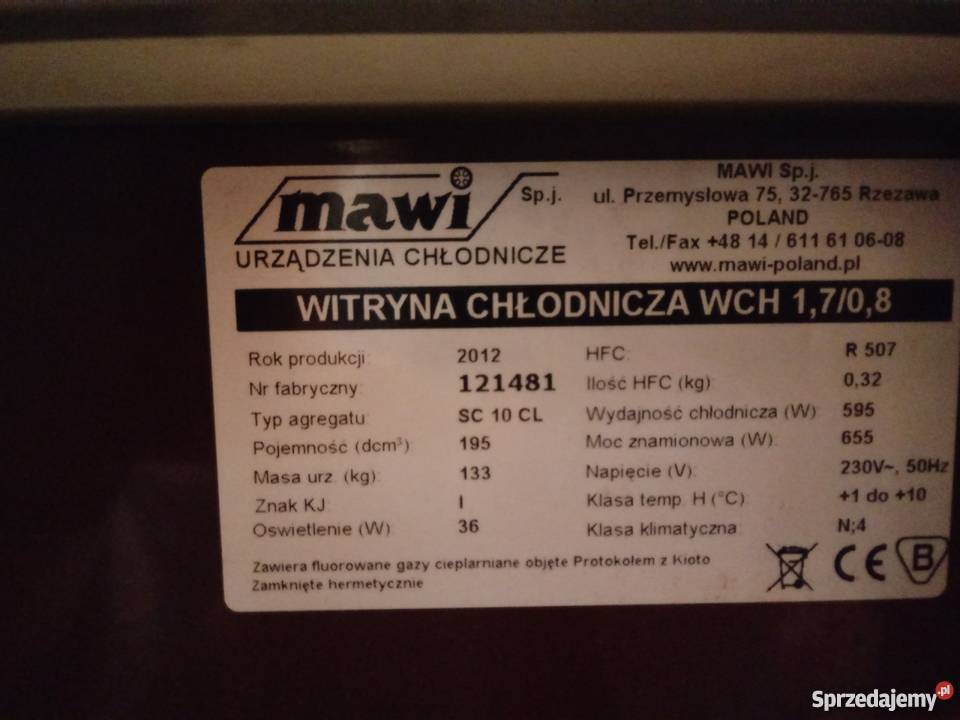 mawi Sp.j.
URZĄDZENIA CHŁODNICZE
MAWI Sp.j.
ul. Przemysłowa 75, 32-765 Rzezawa
POLAND
Tel./Fax +48 14 / 611 61 06-08
www.mawi-poland.pl
WITRYNA CHŁODNICZA WCH 1,7/0,8
Rok produkcji: 2012
Nr fabryczny: 121481
Typ agregatu: SC 10 CL
Pojemność (dcm³): 195
Masa urz. (kg): 133
Znak KJ: I
Oswietlenie (W): 36
HFC: R 507
Ilość HFC (kg): 0,32
Wydajność chłodnicza (W): 595
Moc znamionowa (W): 655
Napięcie (V): 230V~, 50Hz
Klasa temp. H (°C): +1 do +10
Klasa klimatyczna: N;4
Zawiera fluorowane gazy cieplarniane objęte Protokołem z Kioto
Zamknięte hermetycznie
CE B
Sprzedajemy.pl